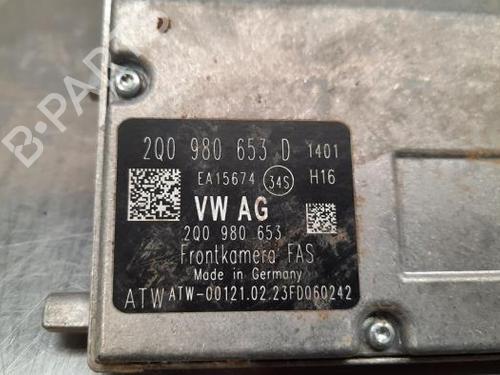 2Q0 980 653 D 1401
EA15674 34S H16
VW AG
2Q0 980 653
Frontkamera FAS
Made in Germany
ATW ATW-00121.02.23FD060242
B-Parts